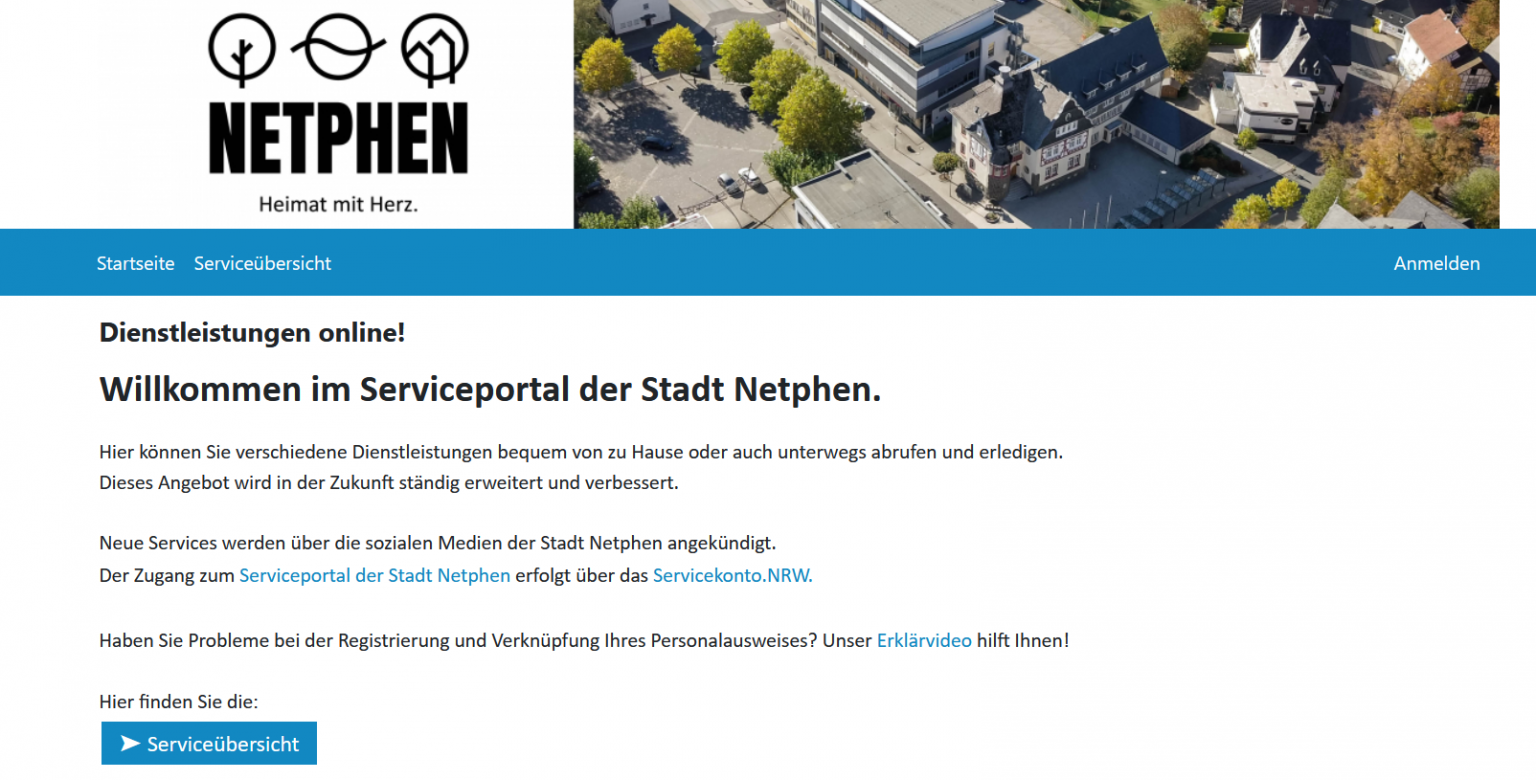 NETPHEN
Heimat mit Herz.
Startseite Serviceübersicht Anmelden
Dienstleistungen online!
Willkommen im Serviceportal der Stadt Netphen.
Hier können Sie verschiedene Dienstleistungen bequem von zu Hause oder auch unterwegs abrufen und erledigen.
Dieses Angebot wird in der Zukunft ständig erweitert und verbessert.
Neue Services werden über die sozialen Medien der Stadt Netphen angekündigt.
Der Zugang zum Serviceportal der Stadt Netphen erfolgt über das Servicekonto.NRW.
Haben Sie Probleme bei der Registrierung und Verknüpfung Ihres Personalausweises? Unser Erklärvideo hilft Ihnen!
Hier finden Sie die:
➤ Serviceübersicht